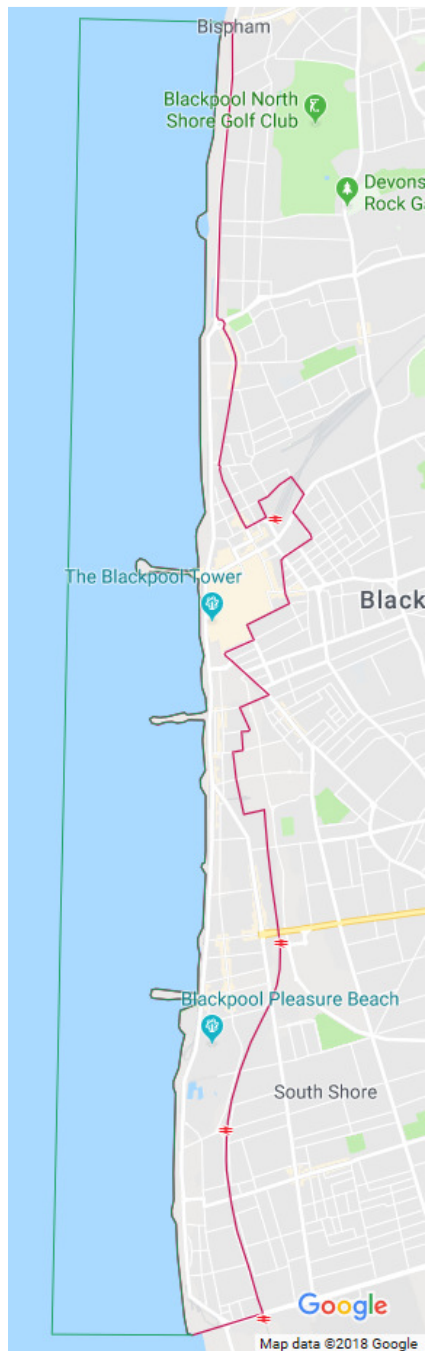 Bispham
Blackpool North
Shore Golf Club
Devons
Rock Ga
The Blackpool Tower
Black
Blackpool Pleasure Beach
South Shore
Google
Map data ©2018 Google